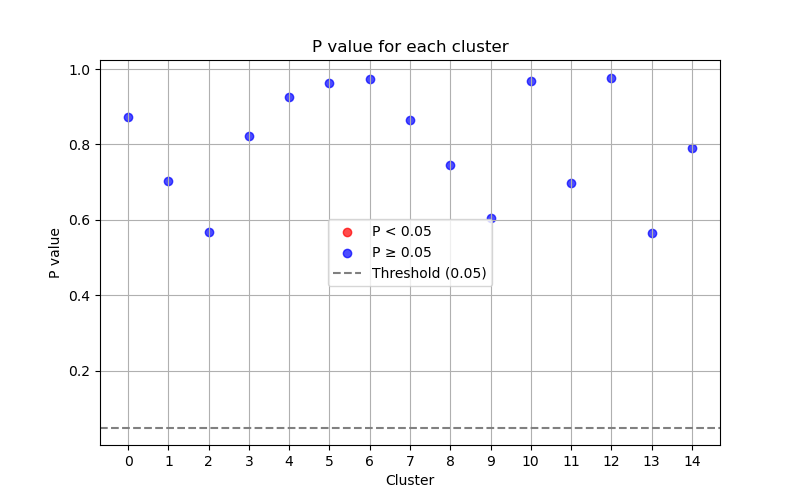 P value for each cluster
1.0
0.8
0.6
0.4
0.2
P value
P < 0.05
P ≥ 0.05
Threshold (0.05)
0 1 2 3 4 5 6 7 8 9 10 11 12 13 14
Cluster